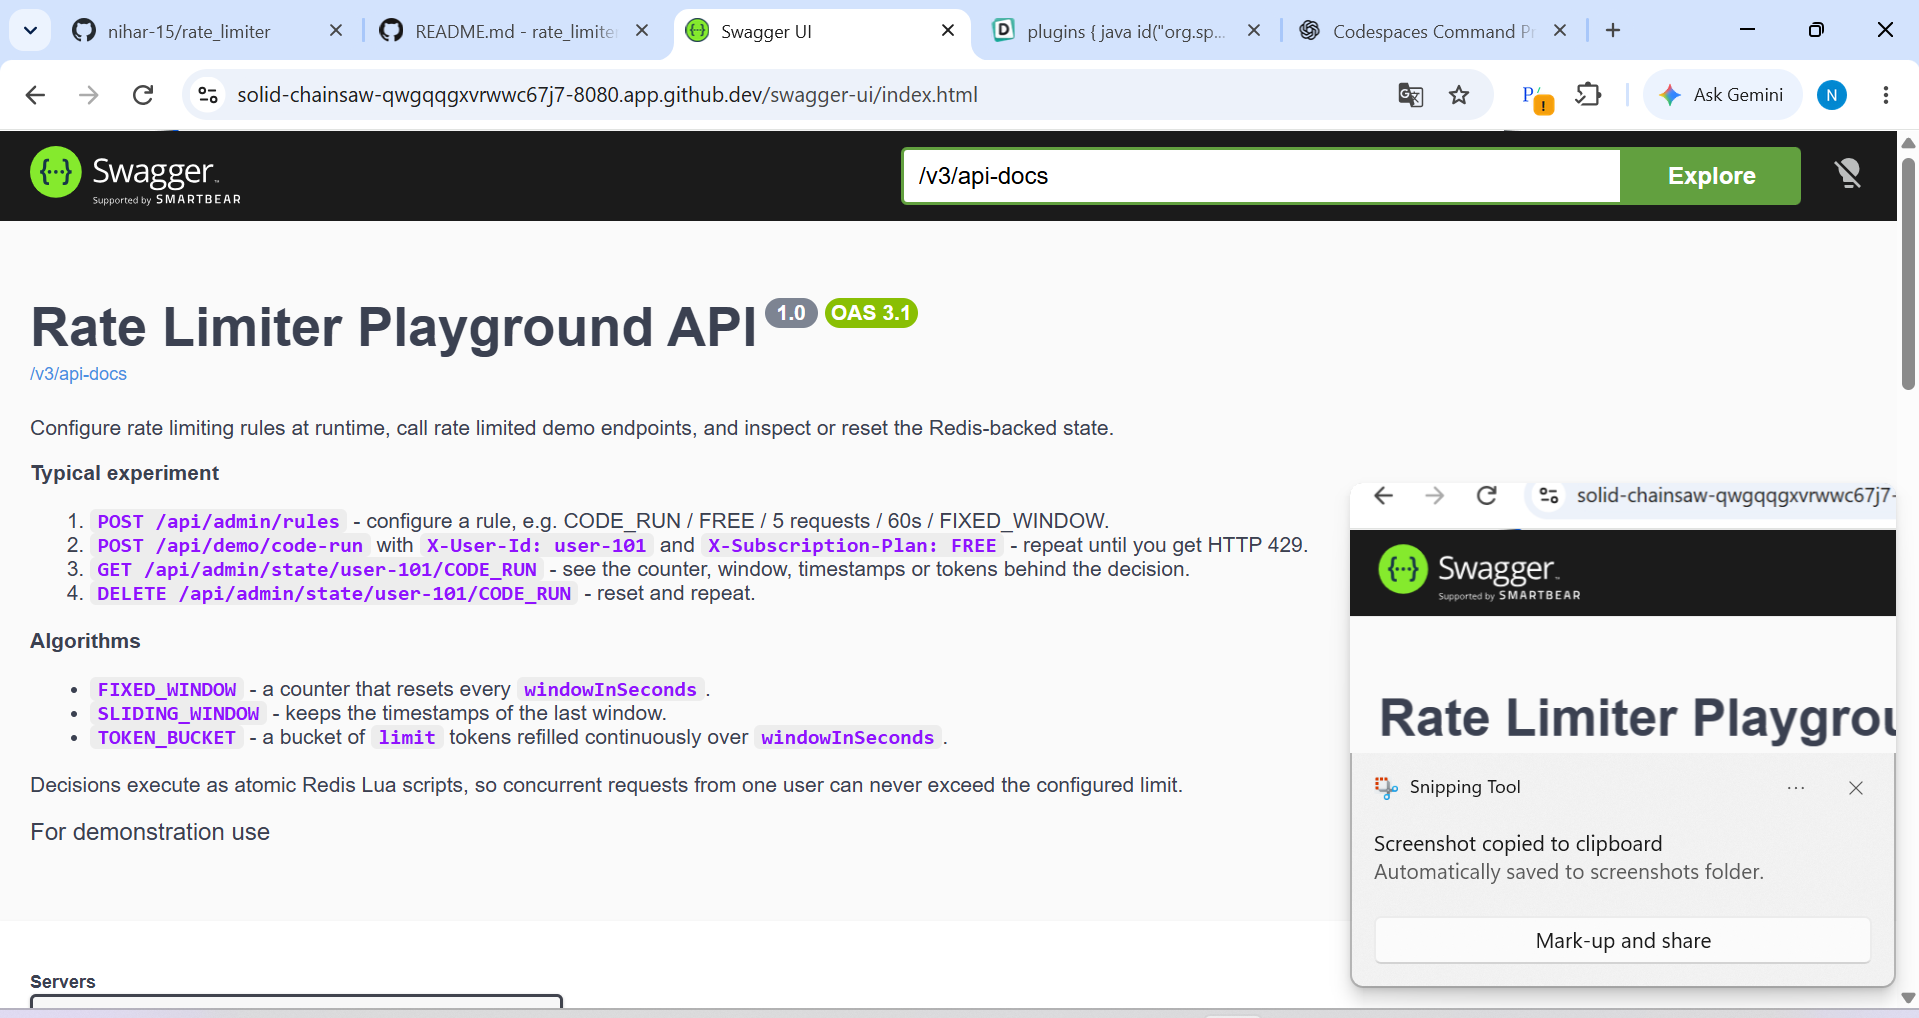 nihar-15/rate_limiter
README.md - rate_limite
Swagger UI
plugins { java id("org.sp...
Codespaces Command Pr
solid-chainsaw-qwgqqgxvrwwc67j7-8080.app.github.dev/swagger-ui/index.html
Ask Gemini
N
Swagger
Supported by SMARTBEAR
/v3/api-docs
Explore
Rate Limiter Playground API 1.0 OAS 3.1
/v3/api-docs
Configure rate limiting rules at runtime, call rate limited demo endpoints, and inspect or reset the Redis-backed state.
Typical experiment
1. POST /api/admin/rules - configure a rule, e.g. CODE_RUN / FREE / 5 requests / 60s / FIXED_WINDOW.
2. POST /api/demo/code-run with X-User-Id: user-101 and X-Subscription-Plan: FREE - repeat until you get HTTP 429.
3. GET /api/admin/state/user-101/CODE_RUN - see the counter, window, timestamps or tokens behind the decision.
4. DELETE /api/admin/state/user-101/CODE_RUN - reset and repeat.
Algorithms
• FIXED_WINDOW - a counter that resets every windowInSeconds.
• SLIDING_WINDOW - keeps the timestamps of the last window.
• TOKEN_BUCKET - a bucket of limit tokens refilled continuously over windowInSeconds.
Decisions execute as atomic Redis Lua scripts, so concurrent requests from one user can never exceed the configured limit.
For demonstration use
Servers
solid-chainsaw-qwgqqgxvrwwc67j7-
Swagger
Supported by SMARTBEAR
Rate Limiter Playgrou
Snipping Tool
Screenshot copied to clipboard
Automatically saved to screenshots folder.
Mark-up and share